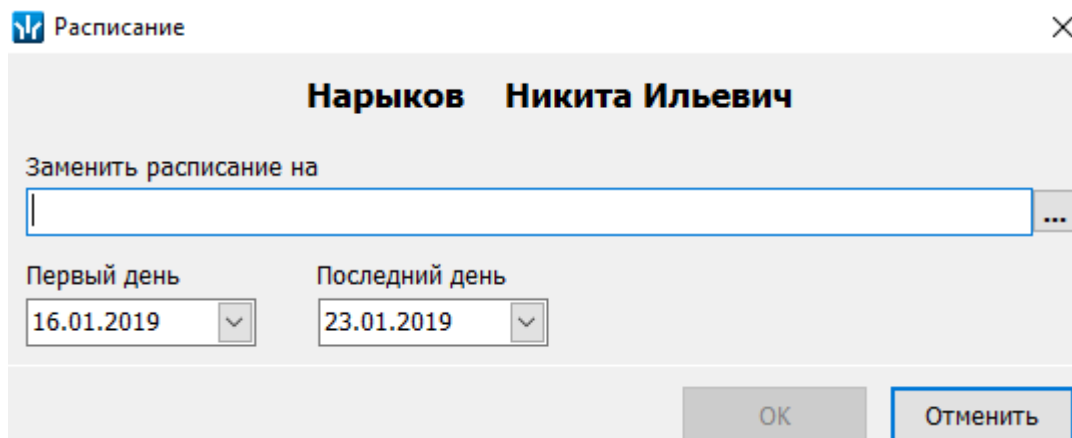 Расписание
Нарыков Никита Ильевич
Заменить расписание на
...
Первый день Последний день
16.01.2019 23.01.2019
OK Отменить